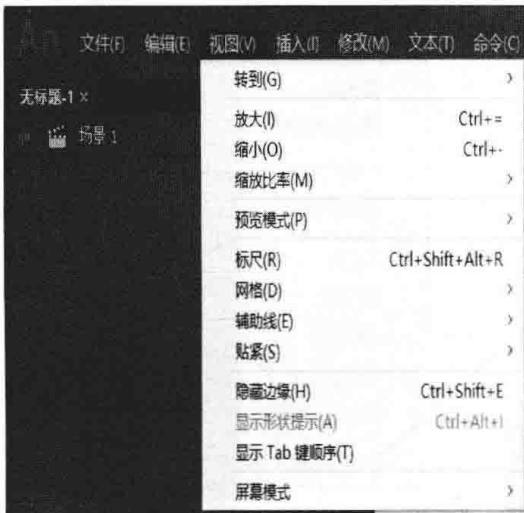 An 文件(F) 编辑(E) 视图(V) 插入(I) 修改(M) 文本(T) 命令(C)
无标题-1 ×
场景 1
转到(G) >
放大(I) Ctrl+=
缩小(O) Ctrl+-
缩放比率(M) >
预览模式(P) >
标尺(R) Ctrl+Shift+Alt+R
网格(D) >
辅助线(E) >
贴紧(S) >
隐藏边缘(H) Ctrl+Shift+E
显示形状提示(A) Ctrl+Alt+I
显示 Tab 键顺序(T)
屏幕模式 >